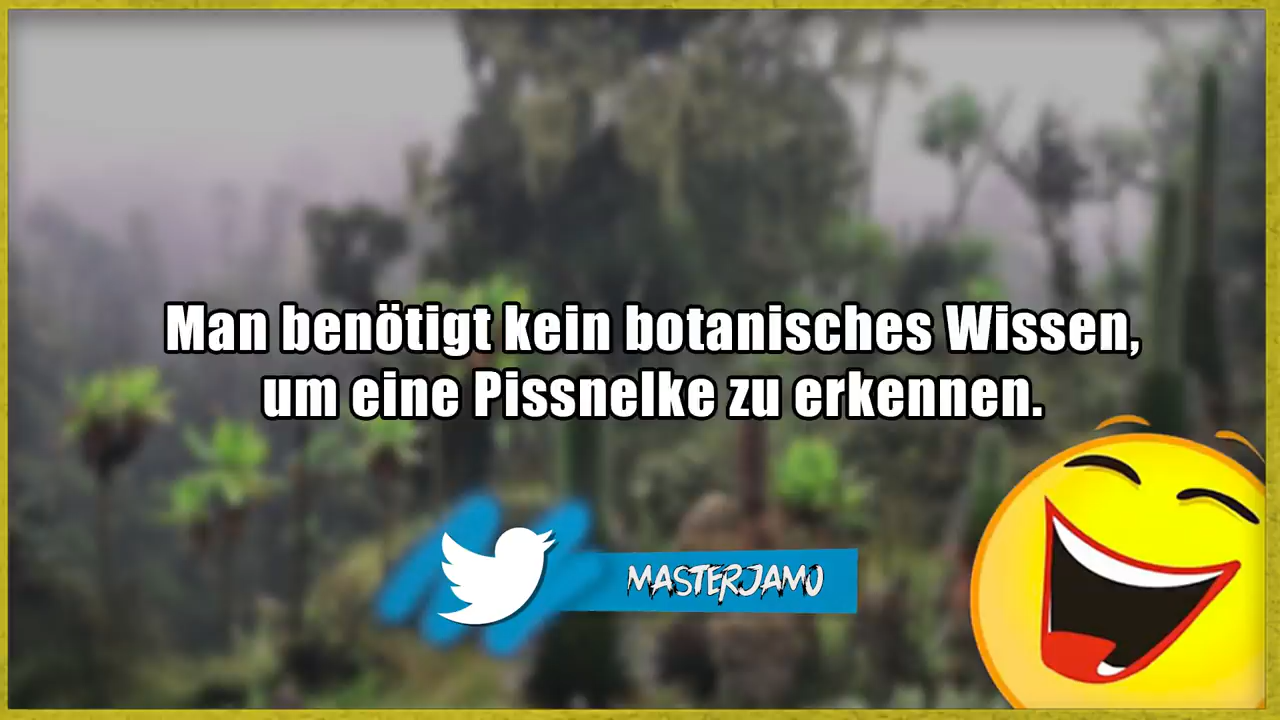 Man benötigt kein botanisches Wissen,
um eine Pissnelke zu erkennen.
MASTERJAMO